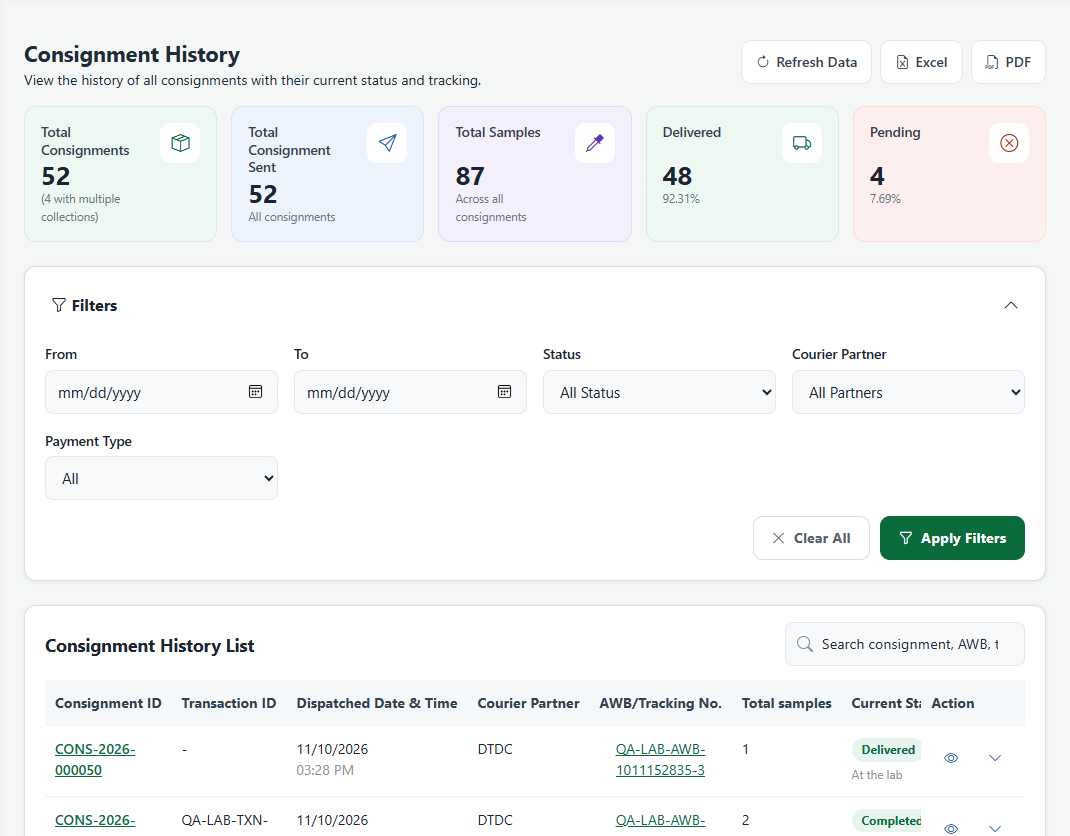 Consignment History
View the history of all consignments with their current status and tracking.
Refresh Data
Excel
PDF
Total
Consignments
52
(4 with multiple
collections)
Total
Consignment
Sent
52
All consignments
Total Samples
87
Across all
consignments
Delivered
48
92.31%
Pending
4
7.69%
Filters
From
To
Status
Courier Partner
mm/dd/yyyy
mm/dd/yyyy
All Status
All Partners
Payment Type
All
Clear All
Apply Filters
Consignment History List
Search consignment, AWB, t
Consignment ID Transaction ID Dispatched Date & Time Courier Partner AWB/Tracking No. Total samples Current Sta Action
CONS-2026- - 11/10/2026 DTDC QA-LAB-AWB- 1 Delivered
000050 03:28 PM 1011152835-3 At the lab
CONS-2026- QA-LAB-TXN- 11/10/2026 DTDC QA-LAB-AWB- 2 Completed